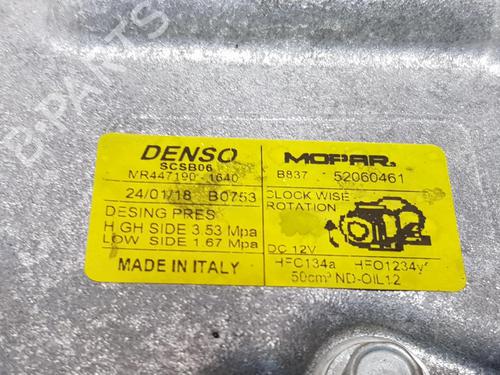 B-PARTS
DENSO
SCSB06
MR447190-1640
24/01/18 B0753
DESING PRES
HIGH SIDE 3.53 Mpa
LOW SIDE 1.67 Mpa
MADE IN ITALY
MOPAR.
B837 52060461
CLOCK WISE
ROTATION
DC 12V
HFC134a HFO1234yf
50cm³ ND-OIL12